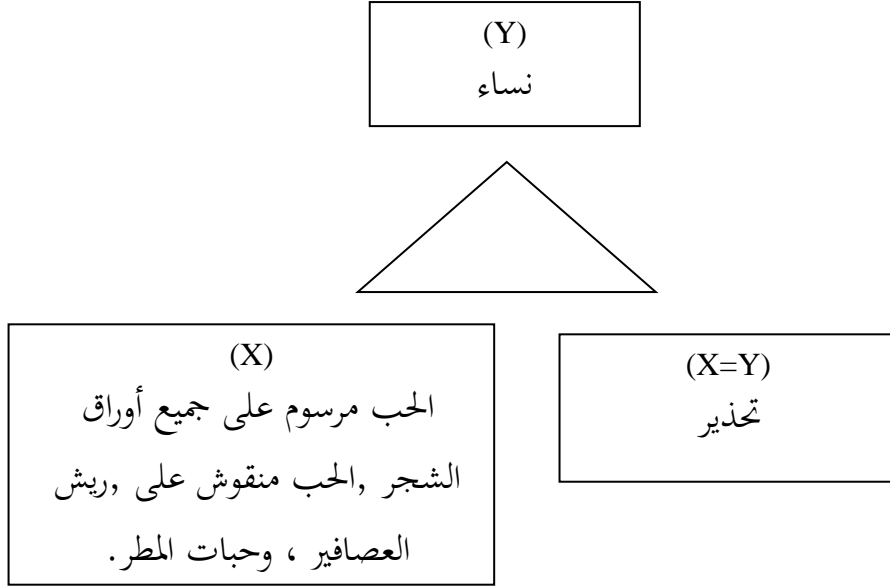 (Y)
نساء
(X)
الحب مرسوم على جميع أوراق
الشجر ,الحب منقوش على ,ريش
العصافير ، وحبات المطر.
(X=Y)
تحذير